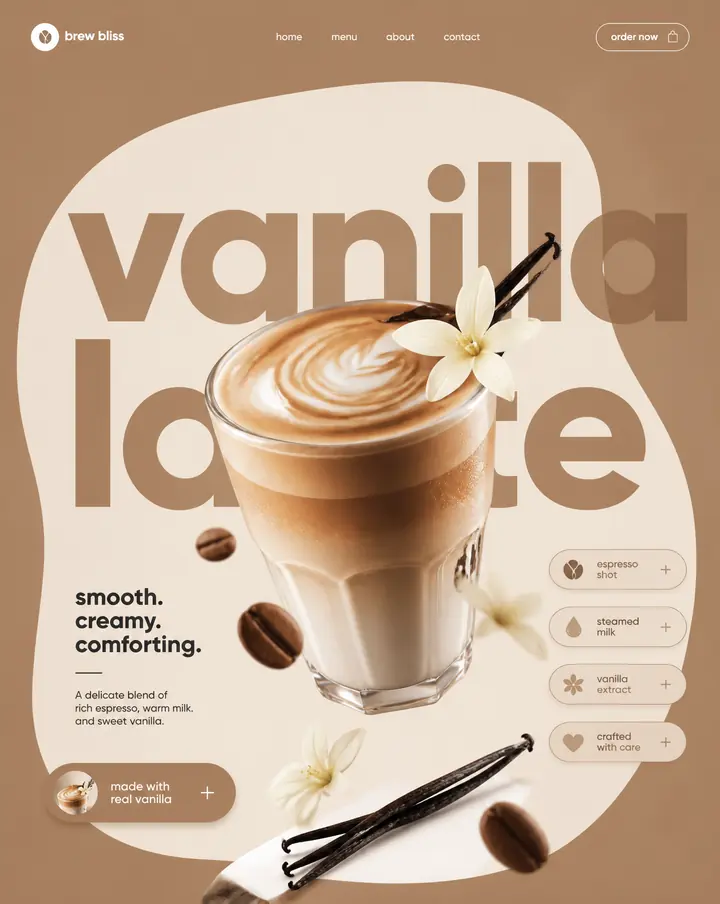 brew bliss
home menu about contact
order now
vanilla
latte
smooth.
creamy.
comforting.
A delicate blend of
rich espresso, warm milk.
and sweet vanilla.
made with
real vanilla
espresso
shot
steamed
milk
vanilla
extract
crafted
with care